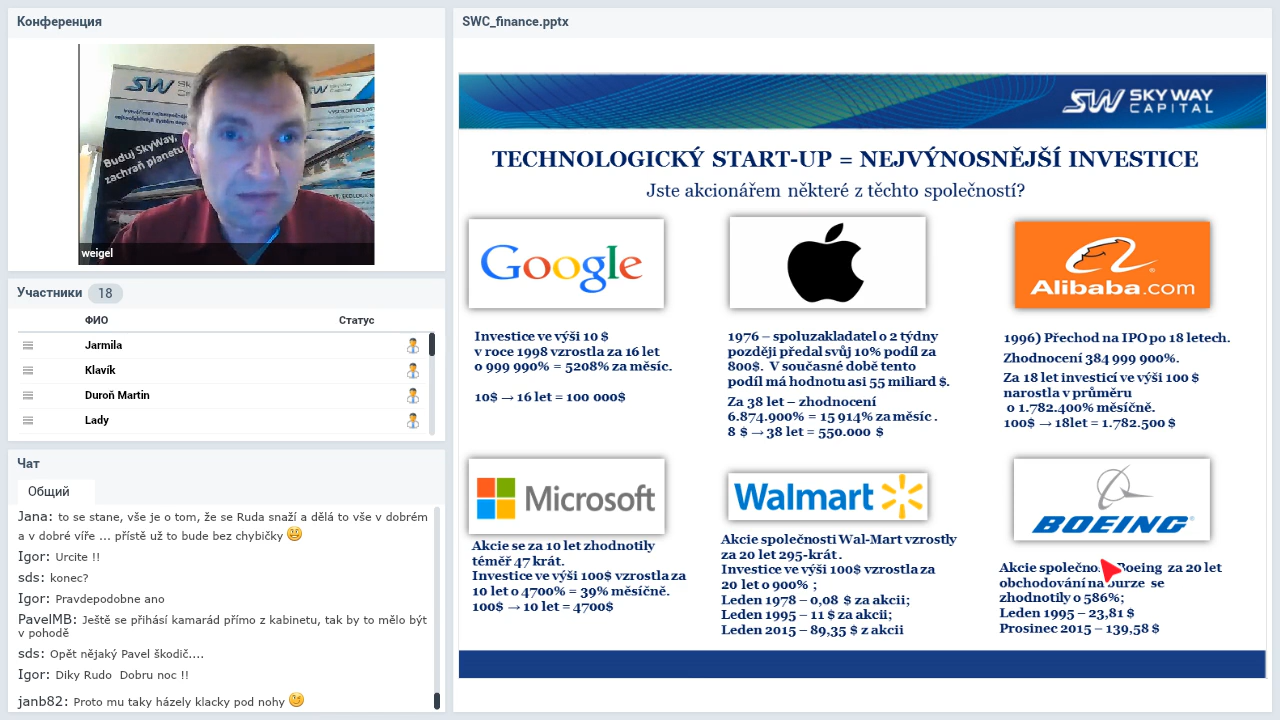 Конференция
SW
Buduj SkyWay,
zachraň planetu
weigel
Участники 18
ФИО Статус
Jarmila
Klavík
Duroň Martin
Lady
Чат
Общий
Jana: to se stane, vše je o tom, že se Ruda snaží a dělá to vše v dobrém
a v dobré víře ... přístě už to bude bez chybičky
Igor: Urcite !!
sds: konec?
Igor: Pravdepodobne ano
PavelMB: Ještě se přihásí kamarád přímo z kabinetu, tak by to mělo být
v pohodě
sds: Opět nějaký Pavel škodič....
Igor: Diky Rudo Dobru noc !!
janb82: Proto mu taky házely klacky pod nohy
SWC_finance.pptx
SW SKY WAY
CAPITAL
TECHNOLOGICKÝ START-UP = NEJVÝNOSNĚJŠÍ INVESTICE
Jste akcionářem některé z těchto společností?
Google
Alibaba.com
Investice ve výši 10 $
v roce 1998 vzrostla za 16 let
o 999 990% = 5208% za měsíc.
10$ → 16 let = 100 000$
1976 – spoluzakladatel o 2 týdny
později předal svůj 10% podíl za
800$. V současné době tento
podíl má hodnotu asi 55 miliard $.
Za 38 let – zhodnocení
6.874.900% = 15 914% za měsíc .
8 $ → 38 let = 550.000 $
1996) Přechod na IPO po 18 letech.
Zhodnocení 384 999 900%.
Za 18 let investicí ve výši 100 $
narostla v průměru
o 1.782.400% měsíčně.
100$ → 18let = 1.782.500 $
Microsoft
Walmart
BOEING
Akcie se za 10 let zhodnotily
téměř 47 krát.
Investice ve výši 100$ vzrostla za
10 let o 4700% = 39% měsíčně.
100$ → 10 let = 4700$
Akcie společnosti Wal-Mart vzrostly
za 20 let 295-krát .
Investice ve výši 100$ vzrostla za
20 let o 900% ;
Leden 1978 – 0,08 $ za akcii;
Leden 1995 – 11 $ za akcii;
Leden 2015 – 89,35 $ z akcii
Boeing za 20 let
obchodování na burze se
zhodnotily o 586%;
Leden 1995 – 23,81 $
Prosinec 2015 – 139,58 $